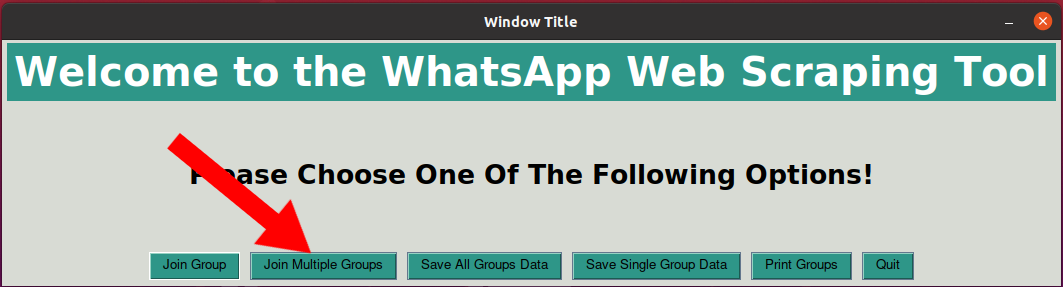 Window Title
Welcome to the WhatsApp Web Scraping Tool
Please Choose One Of The Following Options!
Join Group Join Multiple Groups Save All Groups Data Save Single Group Data Print Groups Quit